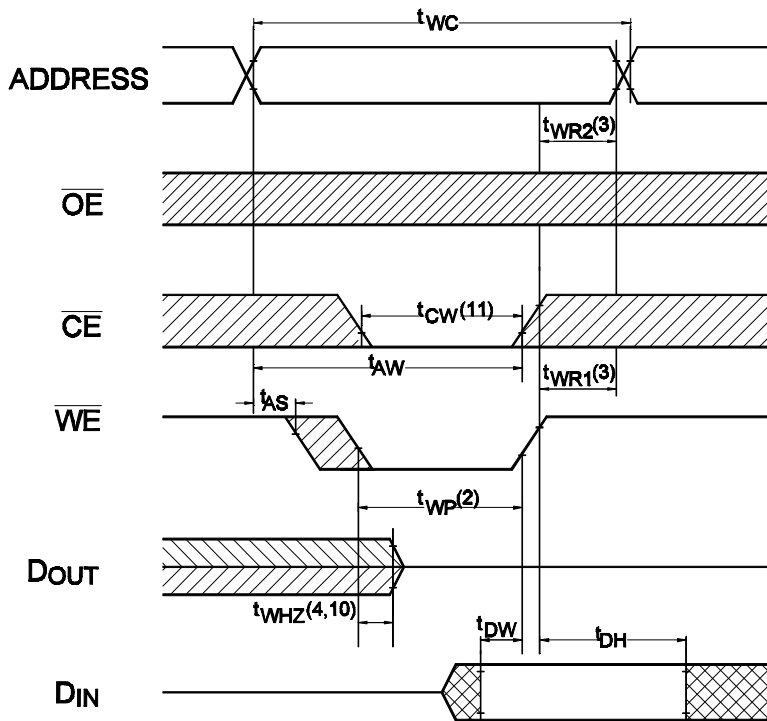 tWC
ADDRESS
tWR2(3)
OE
CE
tCW(11)
tAW
tWR1(3)
tAS
WE
tWP(2)
DOUT
tWHZ(4,10)
tDW
tDH
DIN